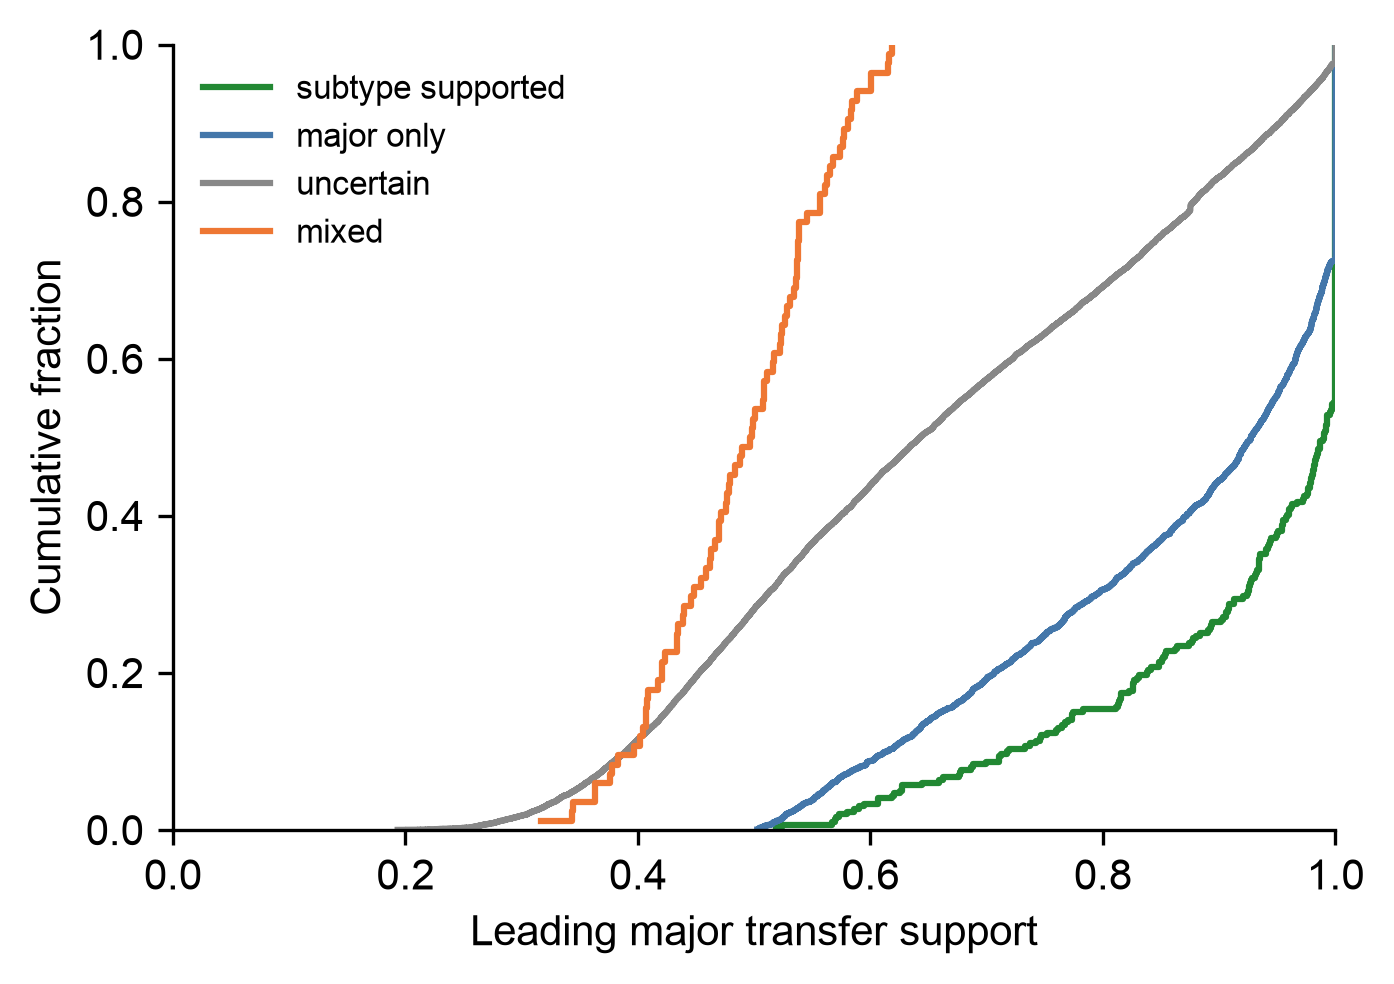 1.0
0.8
0.6
0.4
0.2
0.0
Cumulative fraction
subtype supported
major only
uncertain
mixed
0.0 0.2 0.4 0.6 0.8 1.0
Leading major transfer support